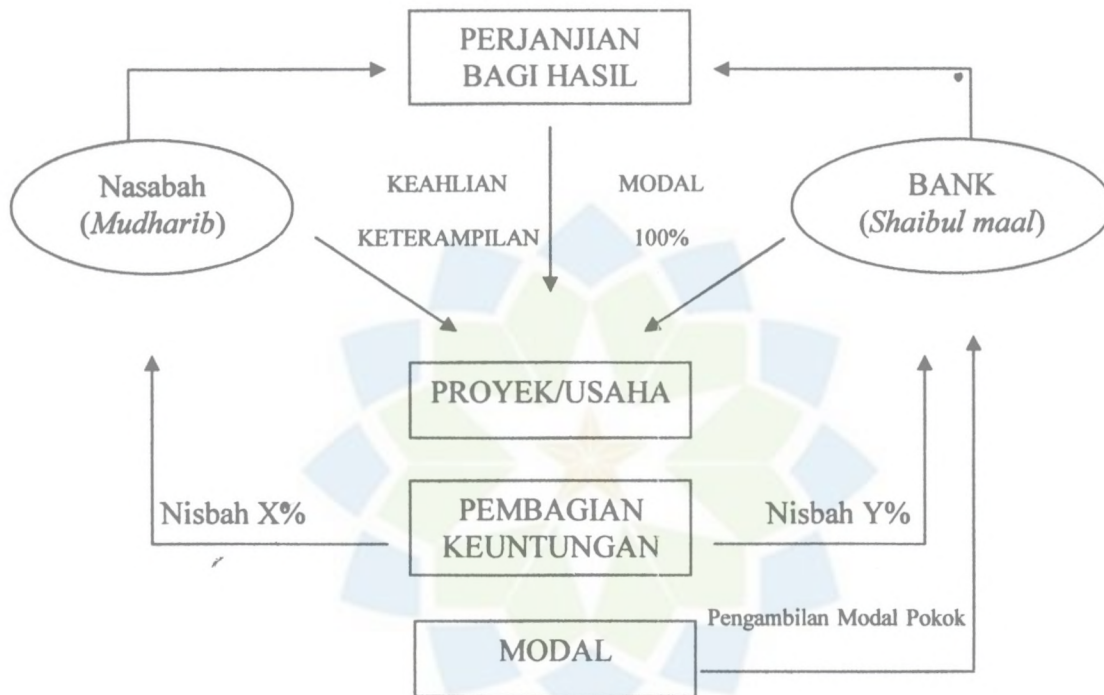 PERJANJIAN
BAGI HASIL
Nasabah
(Mudharib)
KEAHLIAN
MODAL
KETERAMPILAN
100%
BANK
(Shaibul maal)
PROYEK/USAHA
Nisbah X%
PEMBAGIAN
KEUNTUNGAN
Nisbah Y%
Pengambilan Modal Pokok
MODAL